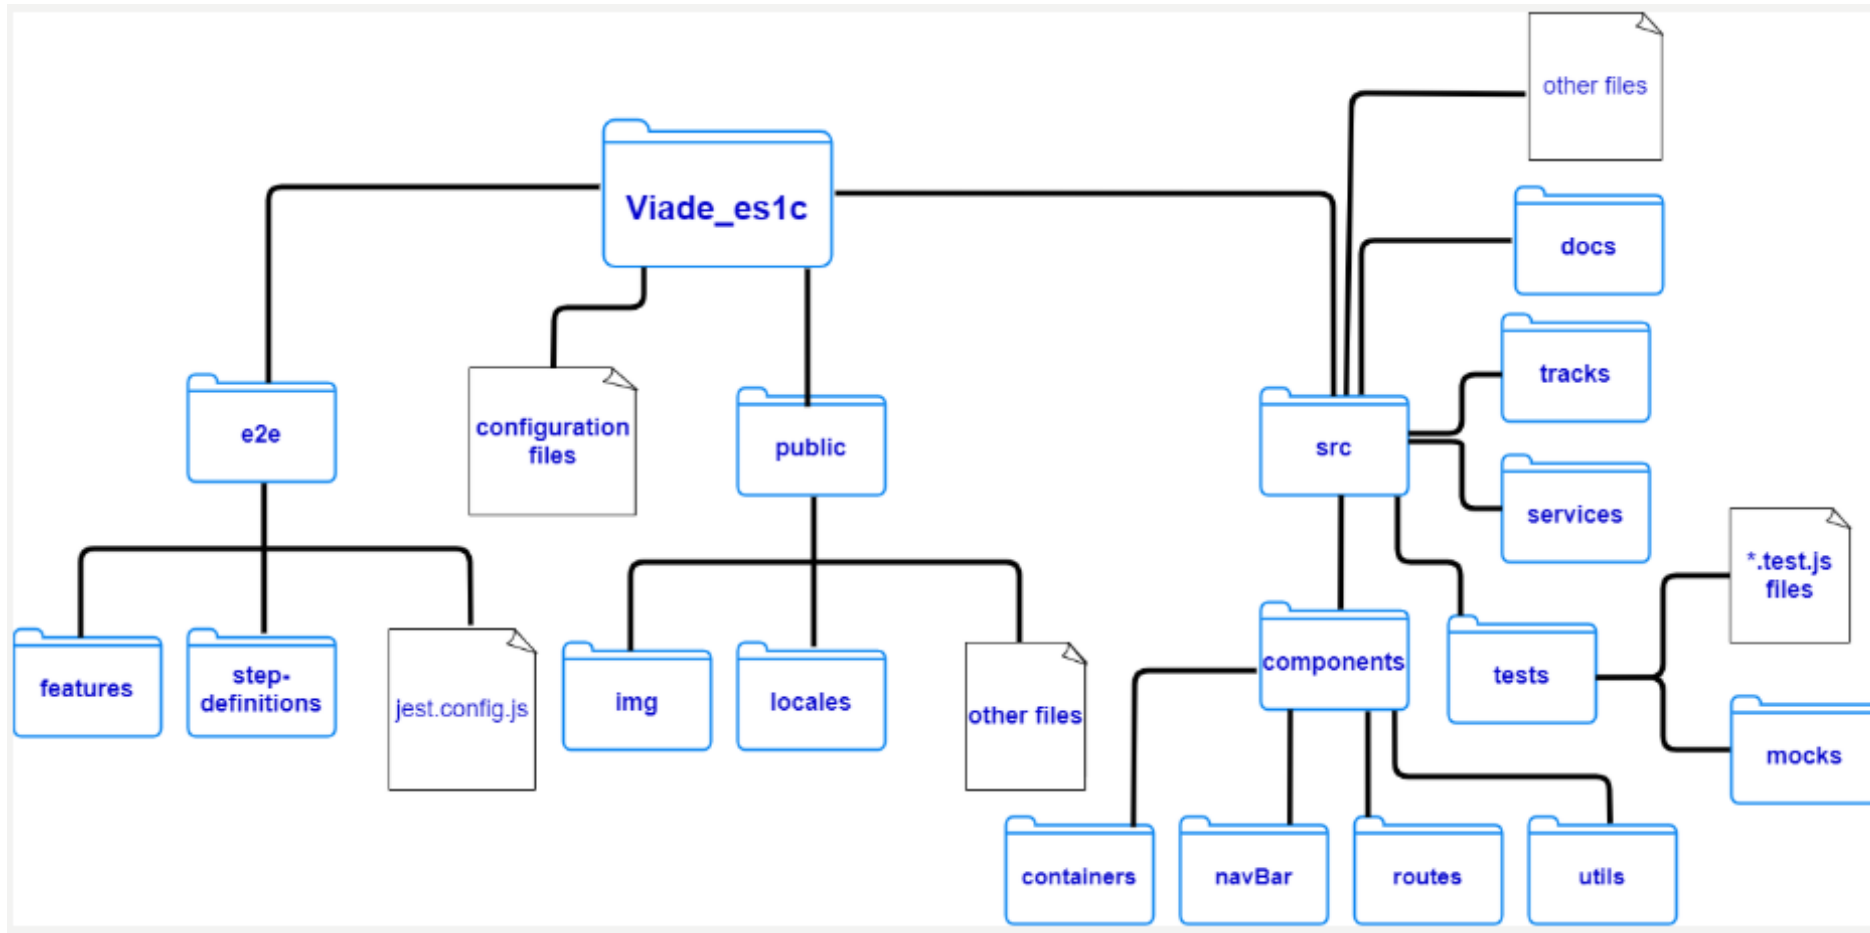 other files
Viade_es1c
docs
tracks
e2e
configuration
files
public
src
services
*.test.js
files
features
step-
definitions
jest.config.js
img
locales
other files
components
tests
mocks
containers
navBar
routes
utils